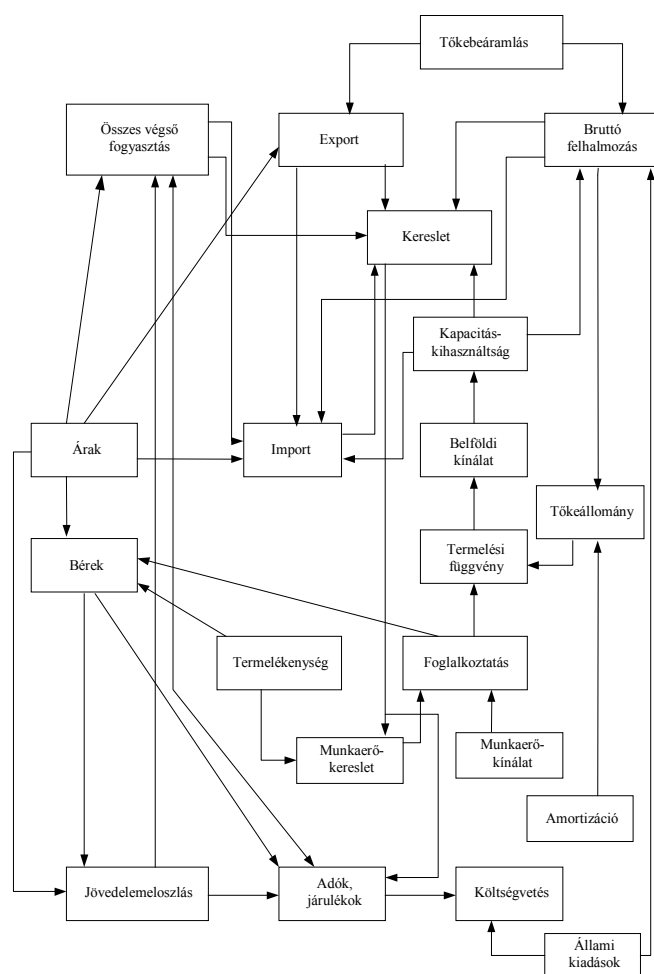 Tőkebeáramlás
Összes végső
fogyasztás
Export
Bruttó
felhalmozás
Kereslet
Kapacitás-
kihasználtság
Árak
Import
Belföldi
kínálat
Tőkeállomány
Bérek
Termelési
függvény
Termelékenység
Foglalkoztatás
Munkaerő-
kereslet
Munkaerő-
kínálat
Amortizáció
Jövedelemeloszlás
Adók,
járulékok
Költségvetés
Állami
kiadások